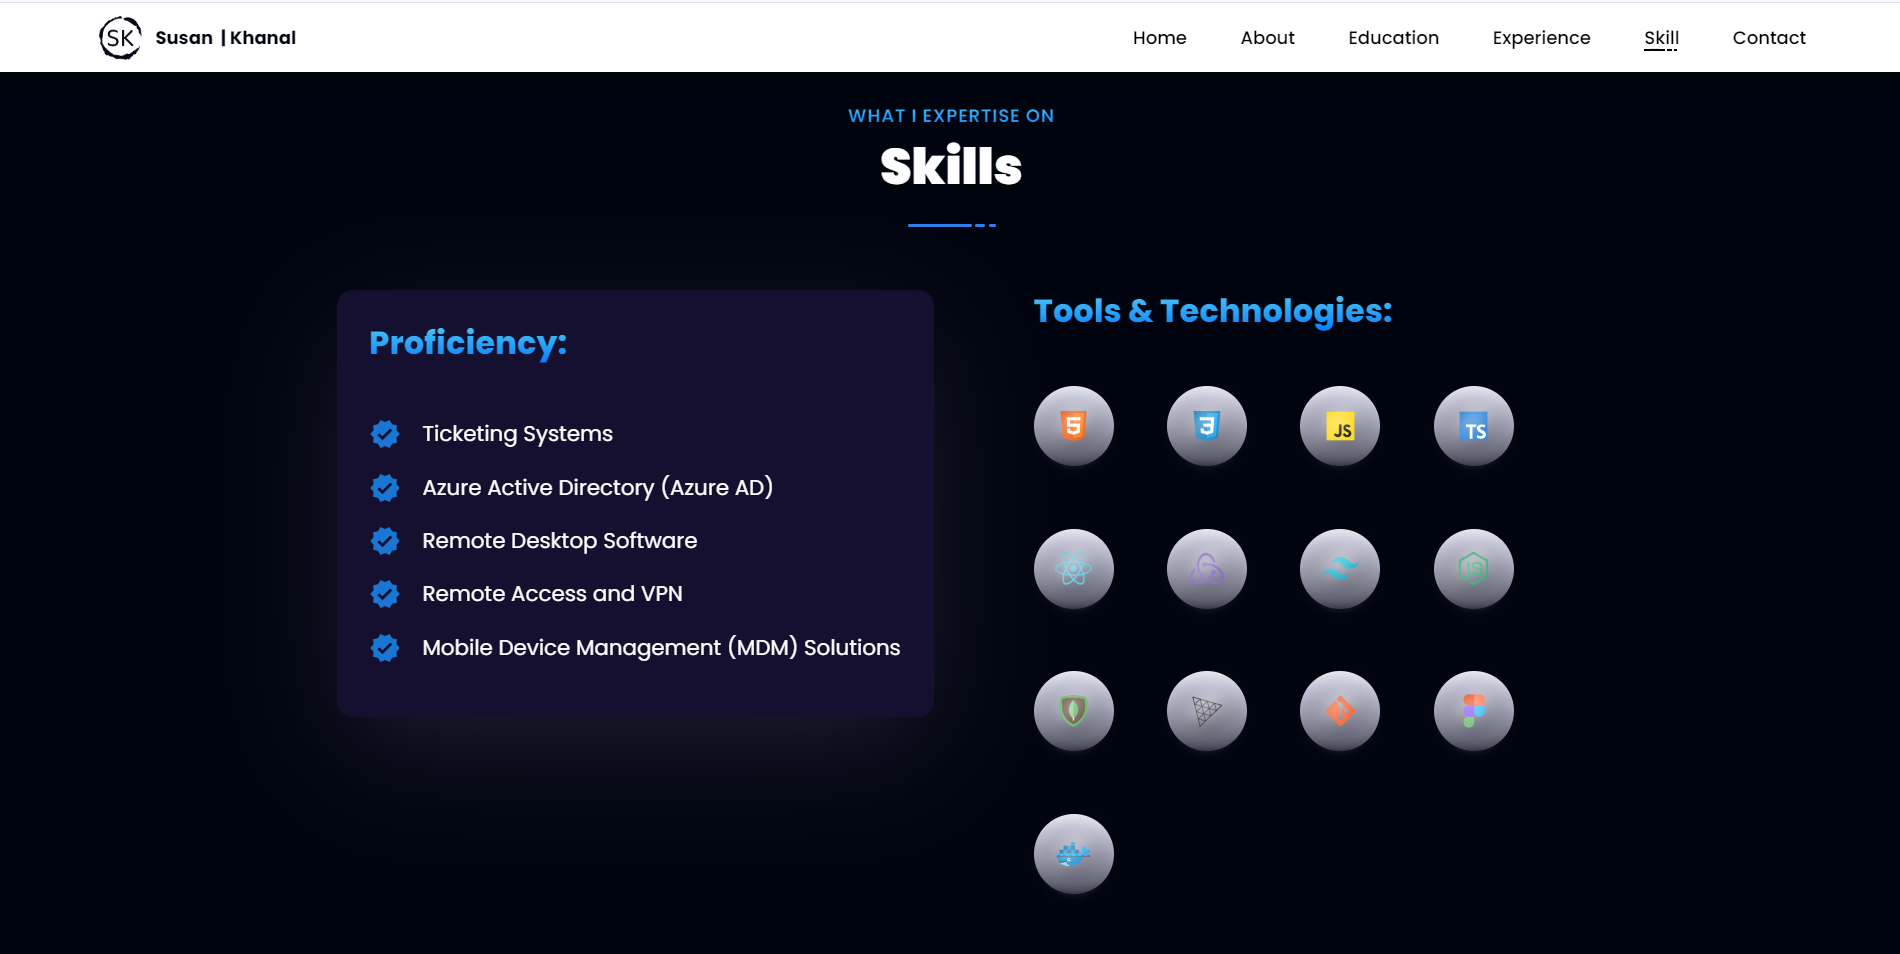 SK Susan | Khanal Home About Education Experience Skill Contact
WHAT I EXPERTISE ON
Skills
Proficiency:
Ticketing Systems
Azure Active Directory (Azure AD)
Remote Desktop Software
Remote Access and VPN
Mobile Device Management (MDM) Solutions
Tools & Technologies:
5 3 JS TS
JS